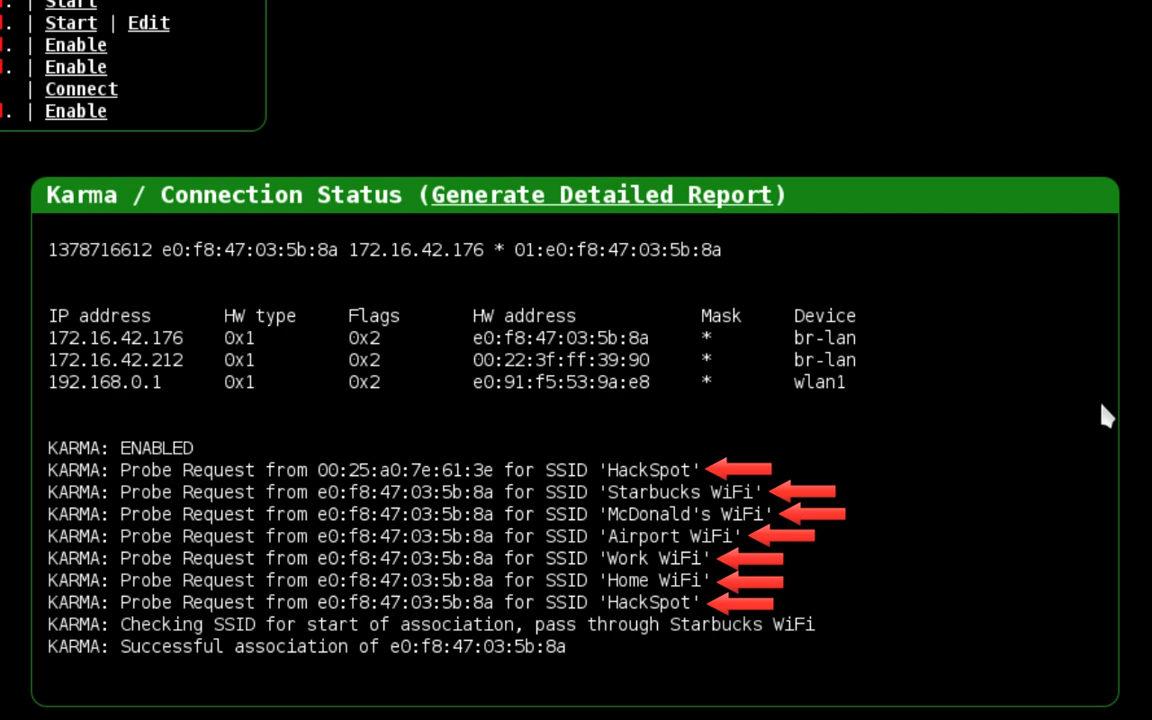 . | Start
. | Start | Edit
. | Enable
. | Enable
| Connect
. | Enable
Karma / Connection Status (Generate Detailed Report)
1378716612 e0:f8:47:03:5b:8a 172.16.42.176 * 01:e0:f8:47:03:5b:8a
IP address HW type Flags HW address Mask Device
172.16.42.176 0x1 0x2 e0:f8:47:03:5b:8a * br-lan
172.16.42.212 0x1 0x2 00:22:3f:ff:39:90 * br-lan
192.168.0.1 0x1 0x2 e0:91:f5:53:9a:e8 * wlan1
KARMA: ENABLED
KARMA: Probe Request from 00:25:a0:7e:61:3e for SSID 'HackSpot'
KARMA: Probe Request from e0:f8:47:03:5b:8a for SSID 'Starbucks WiFi'
KARMA: Probe Request from e0:f8:47:03:5b:8a for SSID 'McDonald's WiFi'
KARMA: Probe Request from e0:f8:47:03:5b:8a for SSID 'Airport WiFi'
KARMA: Probe Request from e0:f8:47:03:5b:8a for SSID 'Work WiFi'
KARMA: Probe Request from e0:f8:47:03:5b:8a for SSID 'Home WiFi'
KARMA: Probe Request from e0:f8:47:03:5b:8a for SSID 'HackSpot'
KARMA: Checking SSID for start of association, pass through Starbucks WiFi
KARMA: Successful association of e0:f8:47:03:5b:8a